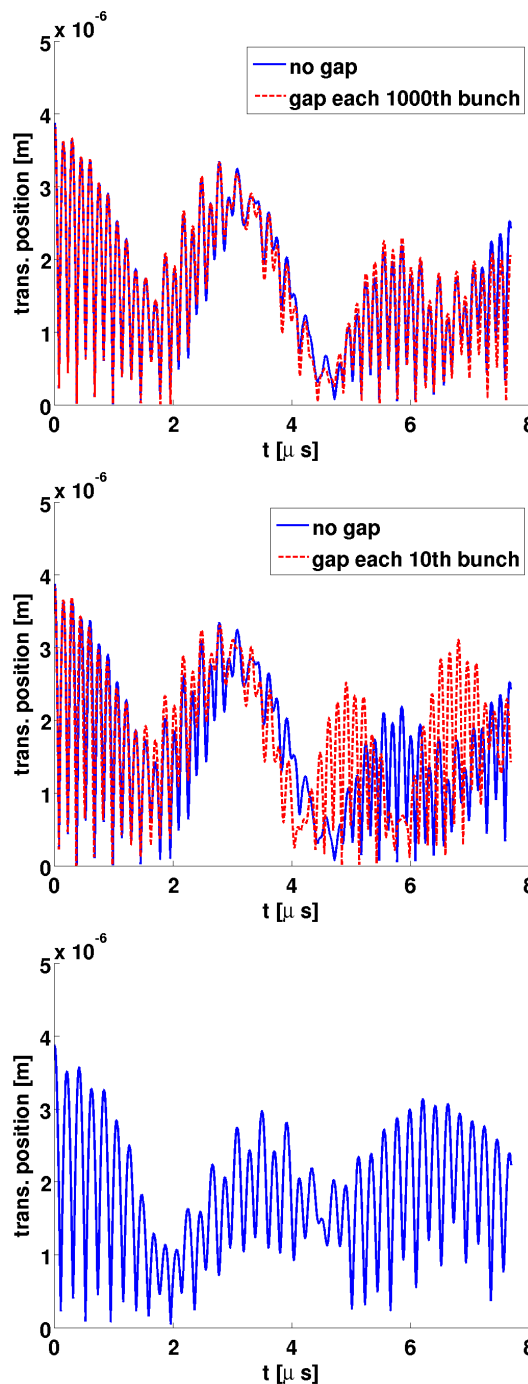 x 10⁻⁶
no gap
gap each 1000th bunch
trans. position [m]
5
4
3
2
1
0
0 2 4 6 8
t [μ s]
x 10⁻⁶
no gap
gap each 10th bunch
trans. position [m]
5
4
3
2
1
0
0 2 4 6 8
t [μ s]
x 10⁻⁶
trans. position [m]
5
4
3
2
1
0
0 2 4 6 8
t [μ s]